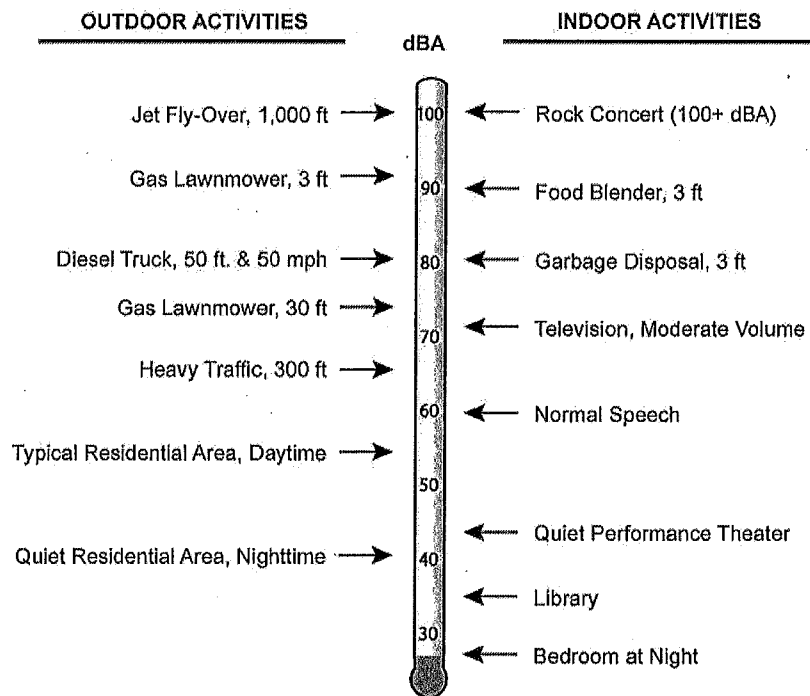 OUTDOOR ACTIVITIES
dBA
INDOOR ACTIVITIES
Jet Fly-Over, 1,000 ft
100
Rock Concert (100+ dBA)
Gas Lawnmower, 3 ft
90
Food Blender, 3 ft
Diesel Truck, 50 ft. & 50 mph
80
Garbage Disposal, 3 ft
Gas Lawnmower, 30 ft
70
Television, Moderate Volume
Heavy Traffic, 300 ft
60
Normal Speech
Typical Residential Area, Daytime
50
Quiet Performance Theater
Quiet Residential Area, Nighttime
40
Library
30
Bedroom at Night